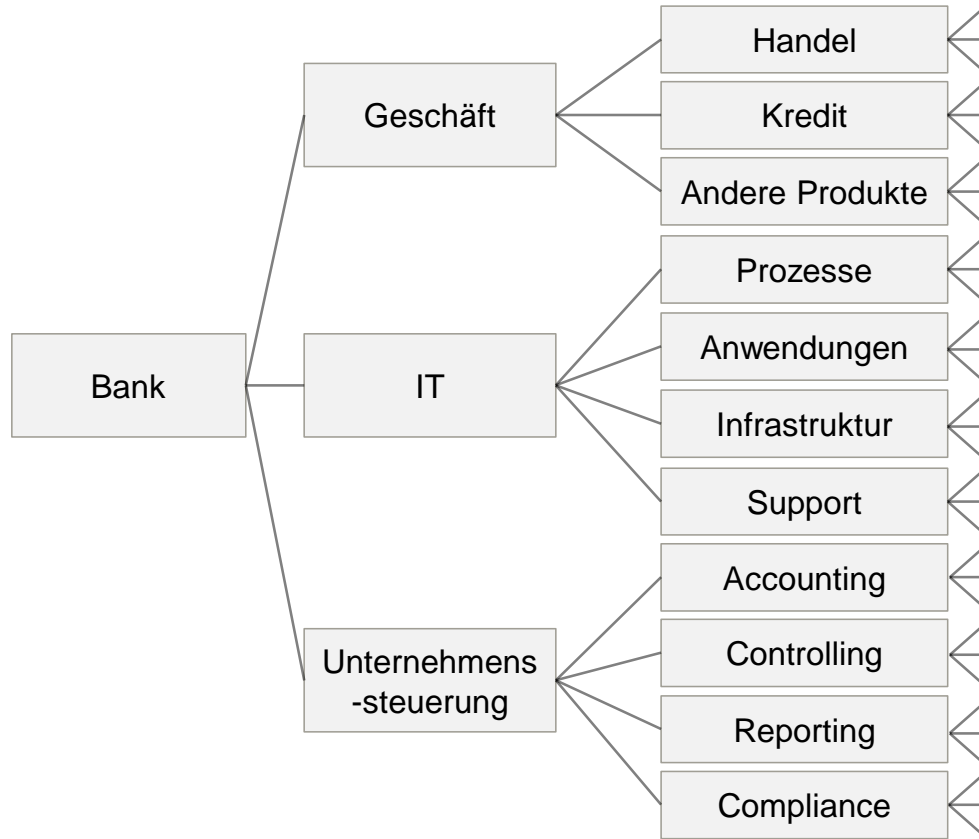 Handel
Geschäft
Kredit
Andere Produkte
Prozesse
Anwendungen
Bank
IT
Infrastruktur
Support
Accounting
Unternehmens
-steuerung
Controlling
Reporting
Compliance